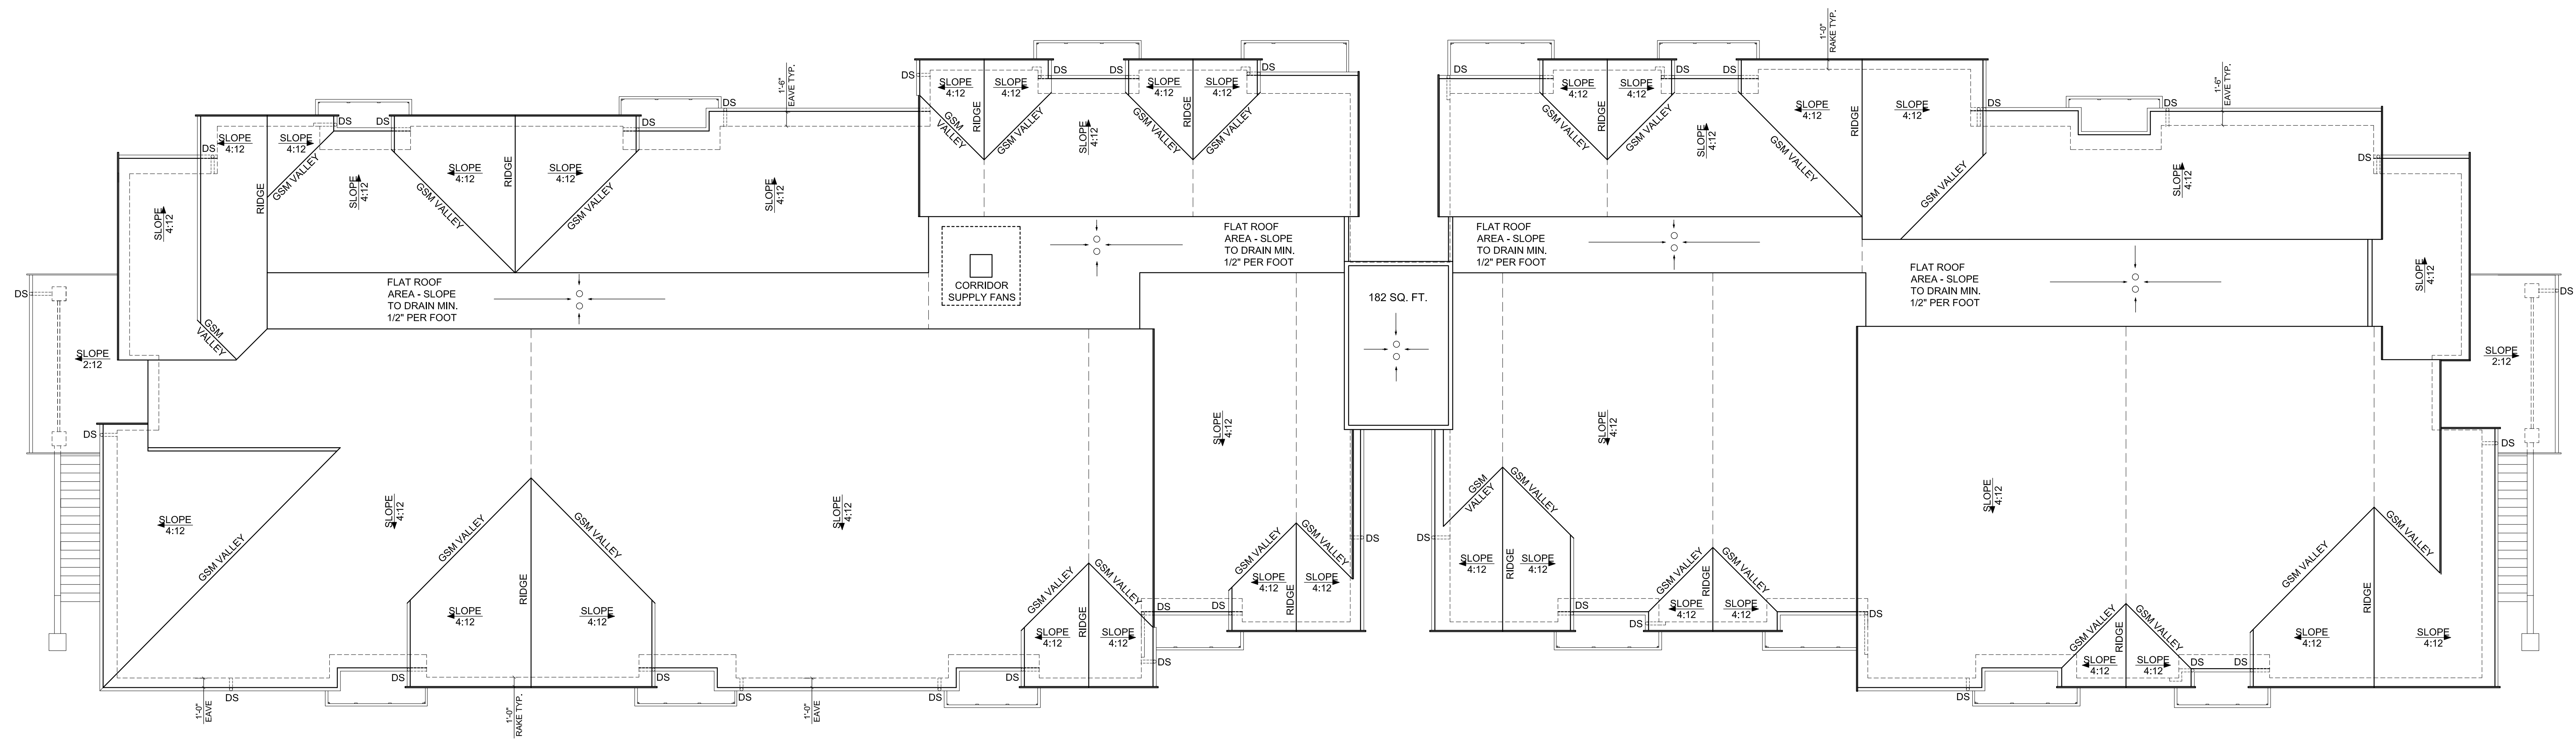 1'-0"
RAKE TYP.
1'-6"
EAVE TYP.
1'-6"
EAVE TYP.
DS
SLOPE
4:12
SLOPE
4:12
DS
DS
SLOPE
4:12
SLOPE
4:12
DS
DS
SLOPE
4:12
SLOPE
4:12
DS
DS
SLOPE
4:12
SLOPE
4:12
DS
DS
DS
RIDGE
GSM
VALLEY
GSM VALLEY
SLOPE
4:12
GSM VALLEY
RIDGE
GSM VALLEY
GSM VALLEY
RIDGE
GSM VALLEY
SLOPE
4:12
GSM VALLEY
RIDGE
DS
SLOPE
4:12
SLOPE
4:12
DS
DS
DS
DS
RIDGE
GSM VALLEY
SLOPE
4:12
SLOPE
4:12
RIDGE
SLOPE
4:12
GSM VALLEY
GSM VALLEY
SLOPE
4:12
SLOPE
4:12
GSM VALLEY
SLOPE
4:12
FLAT ROOF
AREA - SLOPE
TO DRAIN MIN.
1/2" PER FOOT
FLAT ROOF
AREA - SLOPE
TO DRAIN MIN.
1/2" PER FOOT
SLOPE
4:12
FLAT ROOF
AREA - SLOPE
TO DRAIN MIN.
1/2" PER FOOT
CORRIDOR
SUPPLY FANS
FLAT ROOF
AREA - SLOPE
TO DRAIN MIN.
1/2" PER FOOT
182 SQ. FT.
DS
DS
GSM
VALLEY
SLOPE
2:12
SLOPE
2:12
DS
SLOPE
4:12
SLOPE
4:12
DS
SLOPE
4:12
SLOPE
4:12
SLOPE
4:12
SLOPE
4:12
GSM VALLEY
GSM VALLEY
GSM VALLEY
GSM VALLEY
GSM VALLEY
DS
DS
GSM
VALLEY
GSM VALLEY
GSM VALLEY
GSM VALLEY
RIDGE
SLOPE
4:12
SLOPE
4:12
GSM VALLEY
GSM VALLEY
SLOPE
4:12
SLOPE
4:12
RIDGE
SLOPE
4:12
SLOPE
4:12
RIDGE
GSM VALLEY
GSM VALLEY
RIDGE
SLOPE
4:12
SLOPE
4:12
RIDGE
SLOPE
4:12
SLOPE
4:12
RIDGE
DS
DS
DS
DS
DS
GSM VALLEY
GSM VALLEY
RIDGE
SLOPE
4:12
SLOPE
4:12
RIDGE
SLOPE
4:12
SLOPE
4:12
DS
SLOPE
4:12
SLOPE
4:12
DS
DS
DS
DS
DS
DS
DS
DS
DS
DS
1'-0"
EAVE
1'-0"
RAKE TYP.
1'-0"
EAVE